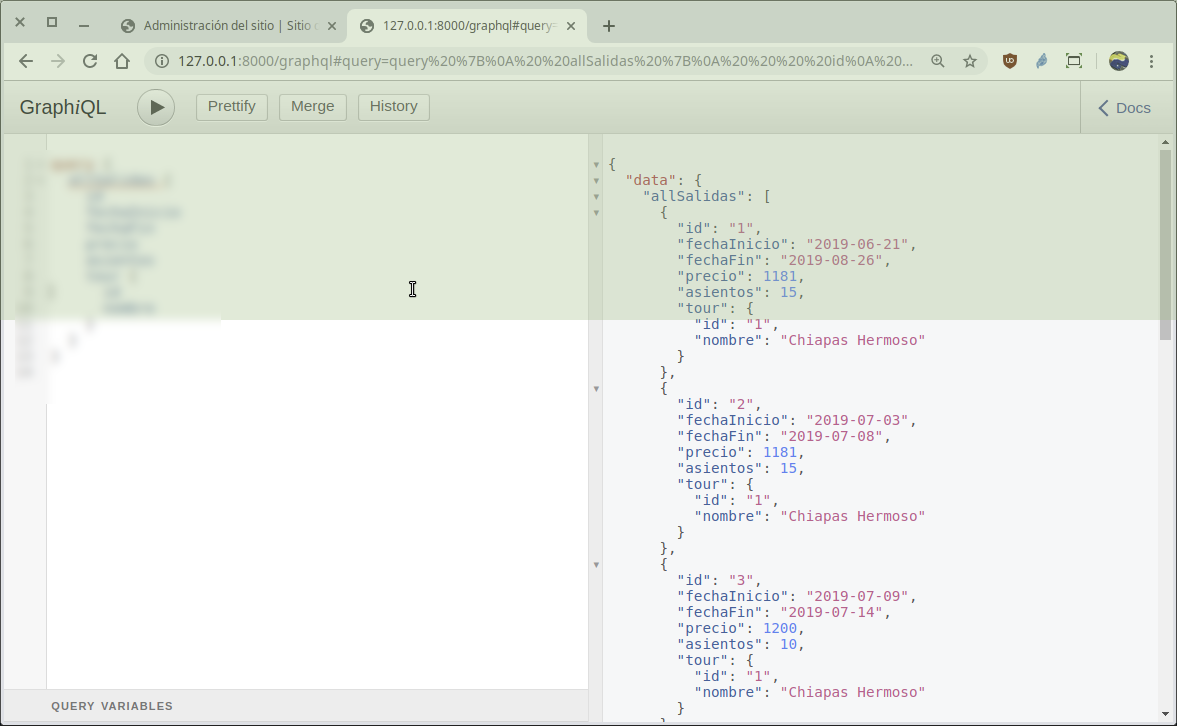 Administración del sitio | Sitio
127.0.0.1:8000/graphql#query=
127.0.0.1:8000/graphql#query=query%20%7B%0A%20%20allSalidas%20%7B%0A%20%20%20%20id%0A%20...
GraphiQL
Prettify
Merge
History
Docs
{
"data": {
"allSalidas": [
{
"id": "1",
"fechaInicio": "2019-06-21",
"fechaFin": "2019-08-26",
"precio": 1181,
"asientos": 15,
"tour": {
"id": "1",
"nombre": "Chiapas Hermoso"
}
},
{
"id": "2",
"fechaInicio": "2019-07-03",
"fechaFin": "2019-07-08",
"precio": 1181,
"asientos": 15,
"tour": {
"id": "1",
"nombre": "Chiapas Hermoso"
}
},
{
"id": "3",
"fechaInicio": "2019-07-09",
"fechaFin": "2019-07-14",
"precio": 1200,
"asientos": 10,
"tour": {
"id": "1",
"nombre": "Chiapas Hermoso"
}
QUERY VARIABLES